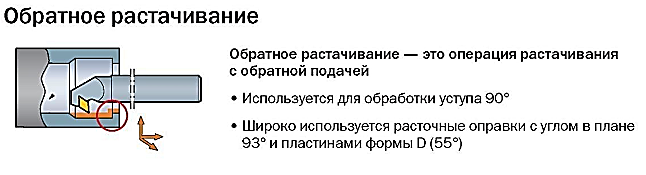 Обратное растачивание
Обратное растачивание — это операция растачивания
с обратной подачей
• Используется для обработки уступа 90°
• Широко используется расточные оправки с углом в плане
93° и пластинами формы D (55°)